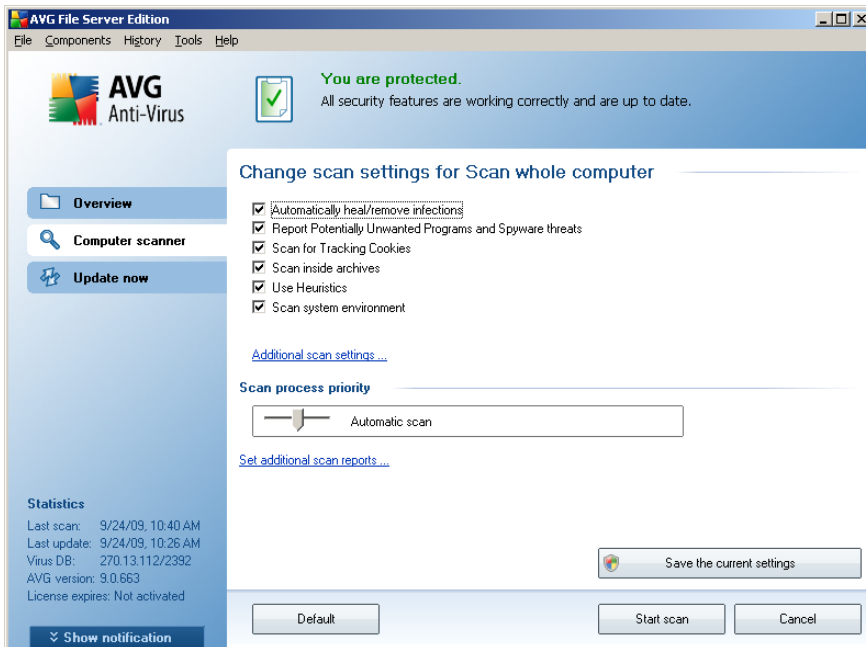 AVG File Server Edition
File Components History Tools Help
AVG
Anti-Virus
You are protected.
All security features are working correctly and are up to date.
Overview
Computer scanner
Update now
Change scan settings for Scan whole computer
Automatically heal/remove infections
Report Potentially Unwanted Programs and Spyware threats
Scan for Tracking Cookies
Scan inside archives
Use Heuristics
Scan system environment
Additional scan settings ...
Scan process priority
Automatic scan
Set additional scan reports ...
Statistics
Last scan: 9/24/09, 10:40 AM
Last update: 9/24/09, 10:26 AM
Virus DB: 270.13.112/2392
AVG version: 9.0.663
License expires: Not activated
Show notification
Save the current settings
Default
Start scan
Cancel